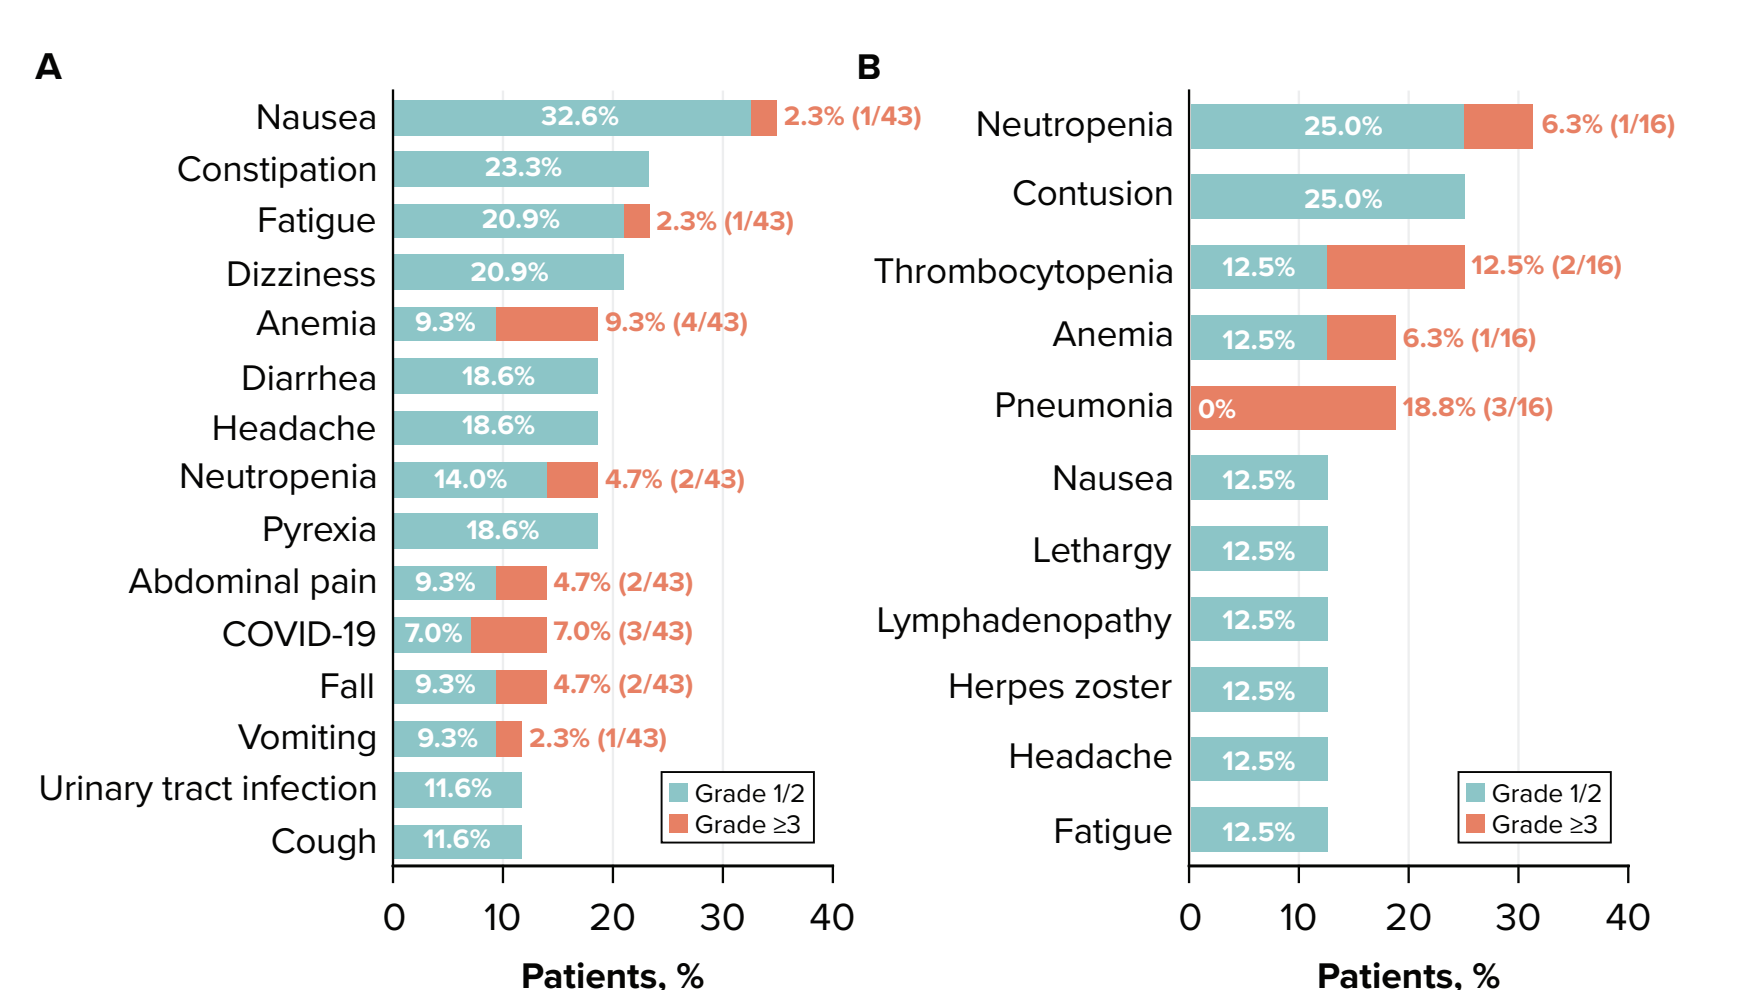 A
Nausea 32.6% 2.3% (1/43)
Constipation 23.3%
Fatigue 20.9% 2.3% (1/43)
Dizziness 20.9%
Anemia 9.3% 9.3% (4/43)
Diarrhea 18.6%
Headache 18.6%
Neutropenia 14.0% 4.7% (2/43)
Pyrexia 18.6%
Abdominal pain 9.3% 4.7% (2/43)
COVID-19 7.0% 7.0% (3/43)
Fall 9.3% 4.7% (2/43)
Vomiting 9.3% 2.3% (1/43)
Urinary tract infection 11.6%
Cough 11.6%
Grade 1/2
Grade ≥3
0 10 20 30 40
Patients, %
B
Neutropenia 25.0% 6.3% (1/16)
Contusion 25.0%
Thrombocytopenia 12.5% 12.5% (2/16)
Anemia 12.5% 6.3% (1/16)
Pneumonia 0% 18.8% (3/16)
Nausea 12.5%
Lethargy 12.5%
Lymphadenopathy 12.5%
Herpes zoster 12.5%
Headache 12.5%
Fatigue 12.5%
Grade 1/2
Grade ≥3
0 10 20 30 40
Patients, %